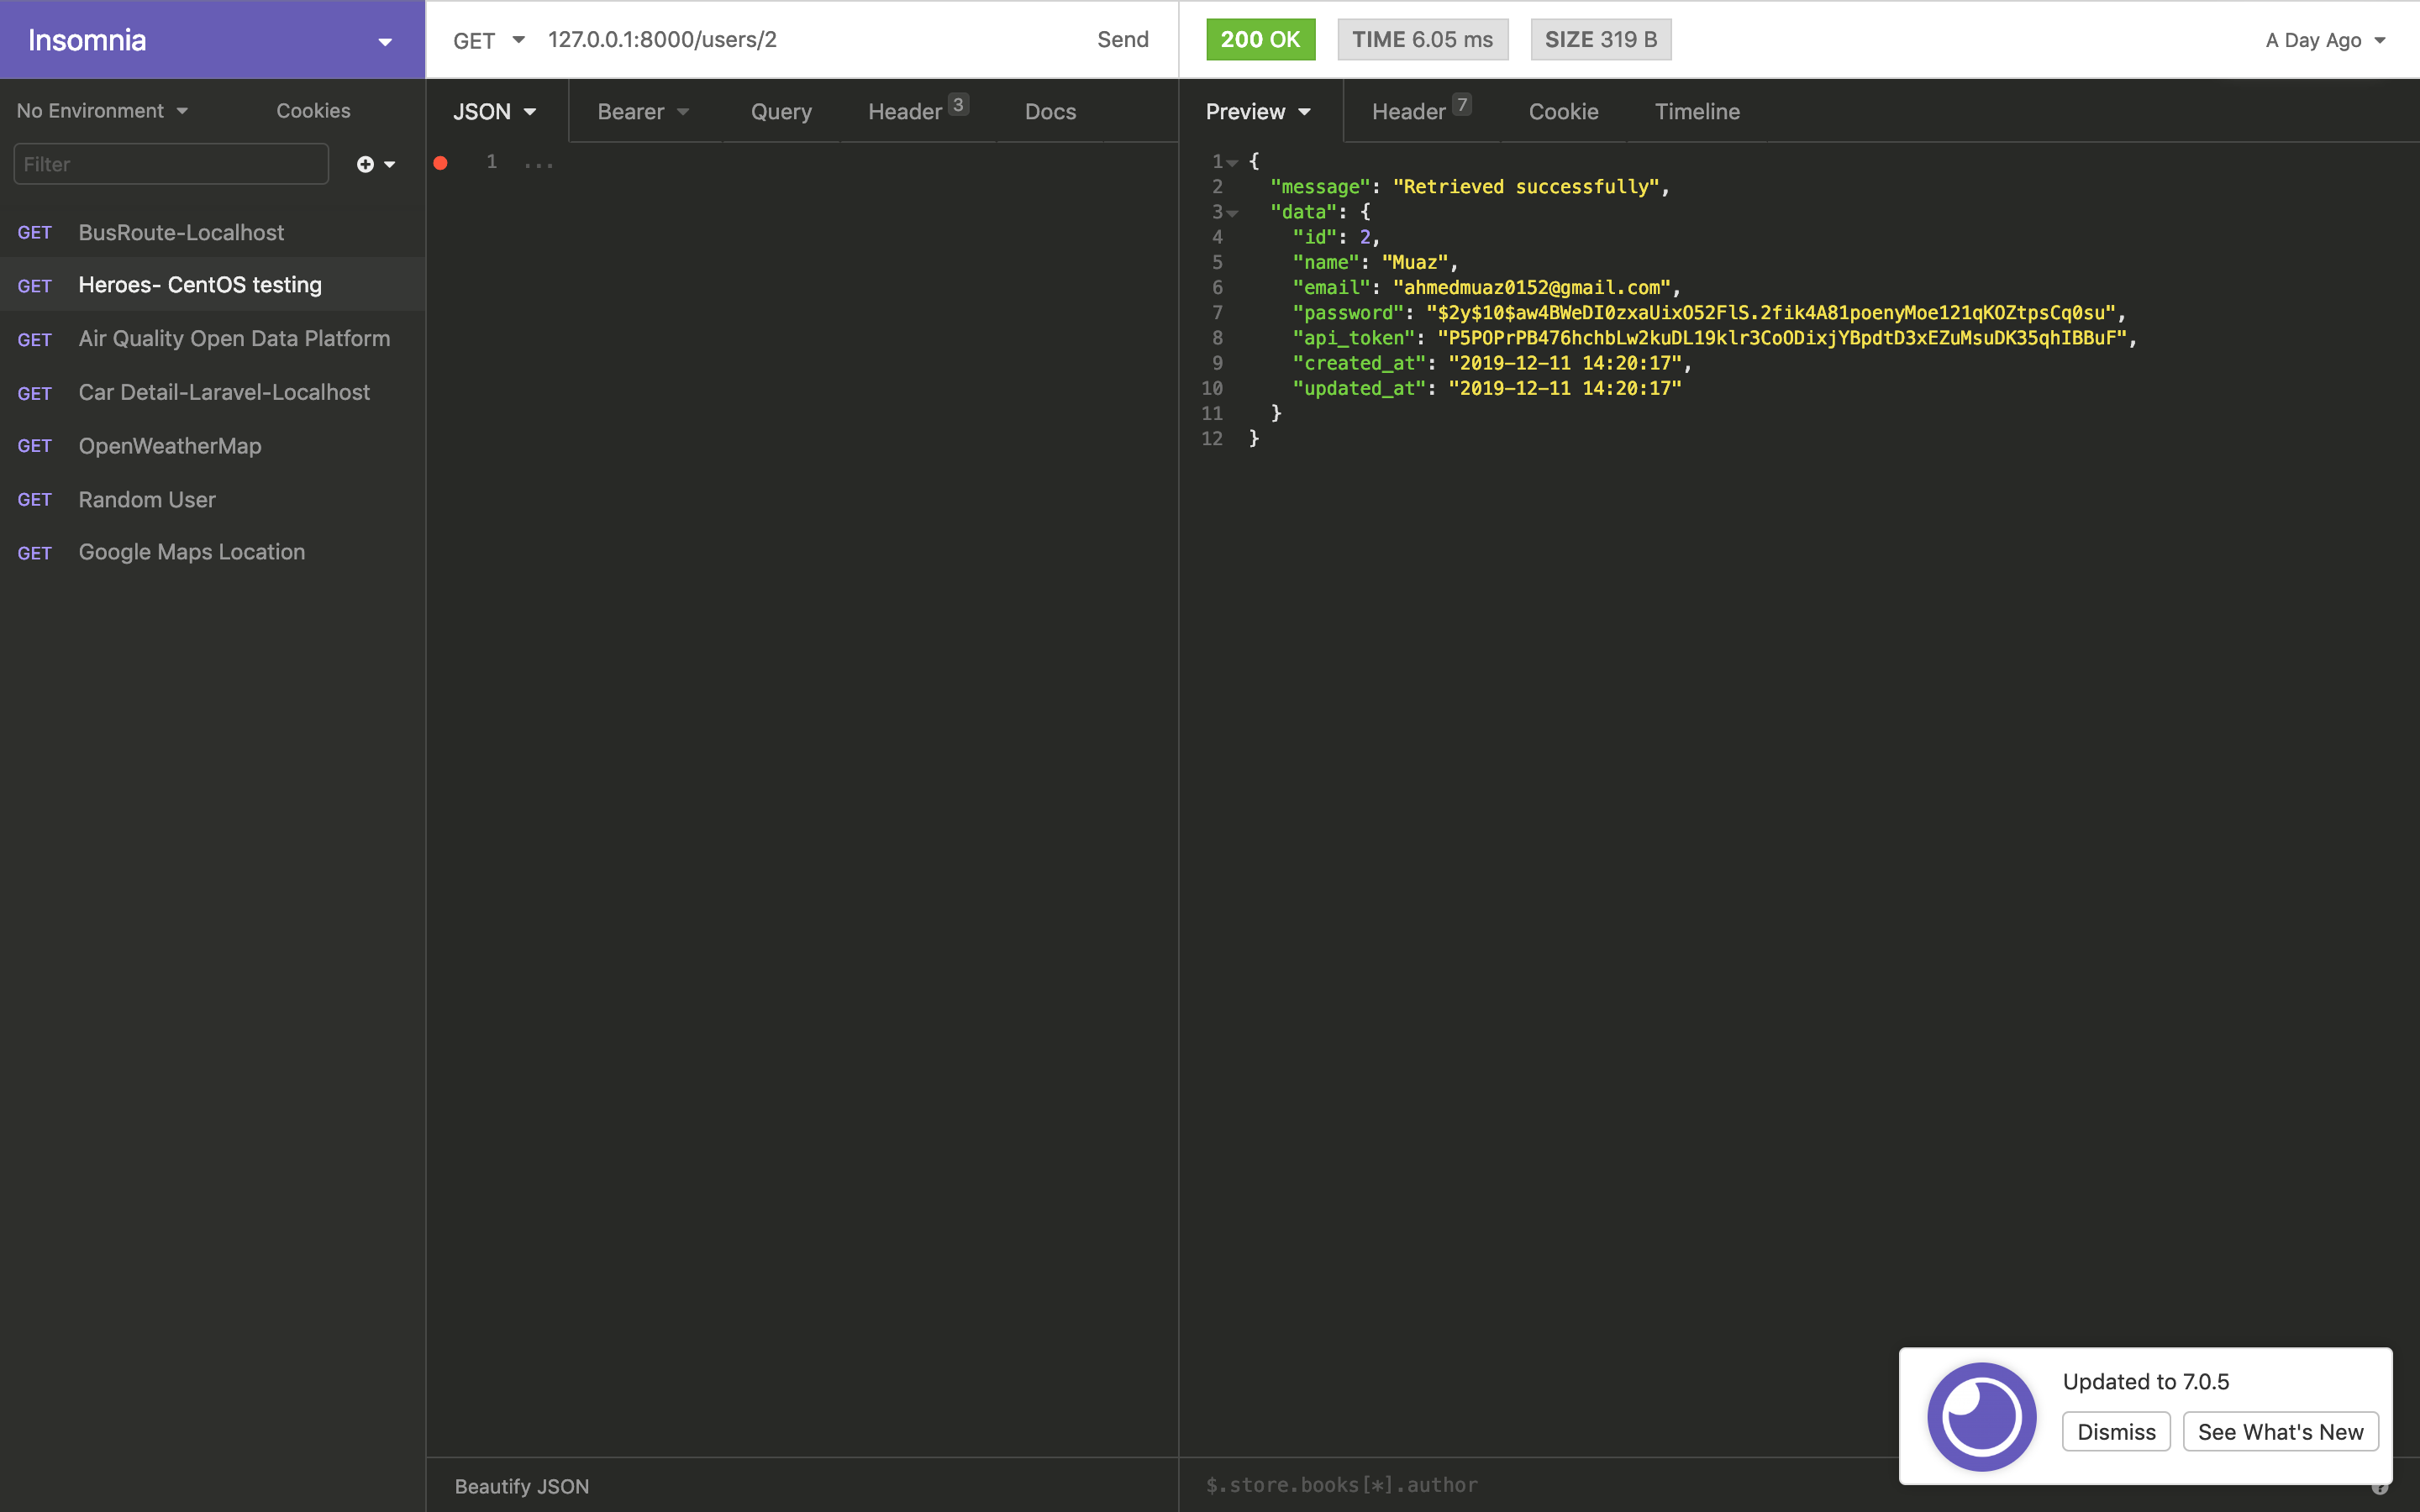 Insomnia
GET 127.0.0.1:8000/users/2 Send
200 OK TIME 6.05 ms SIZE 319 B A Day Ago
No Environment Cookies
JSON Bearer Query Header 3 Docs
Preview Header 7 Cookie Timeline
Filter
GET BusRoute-Localhost
GET Heroes- CentOS testing
GET Air Quality Open Data Platform
GET Car Detail-Laravel-Localhost
GET OpenWeatherMap
GET Random User
GET Google Maps Location
1 ...
1 {
2 "message": "Retrieved successfully",
3 "data": {
4 "id": 2,
5 "name": "Muaz",
6 "email": "ahmedmuaz0152@gmail.com",
7 "password": "$2y$10$aw4BWeDI0zxaUixO52FlS.2fik4A81poenyMoe121qKOZtpsCq0su",
8 "api_token": "P5POPrPB476hchbLw2kuDL19klr3CoODixjYBpdtD3xEZuMsuDK35qhIBBuF",
9 "created_at": "2019-12-11 14:20:17",
10 "updated_at": "2019-12-11 14:20:17"
11 }
12 }
Beautify JSON
$.store.books[*].author
Updated to 7.0.5
Dismiss See What's New